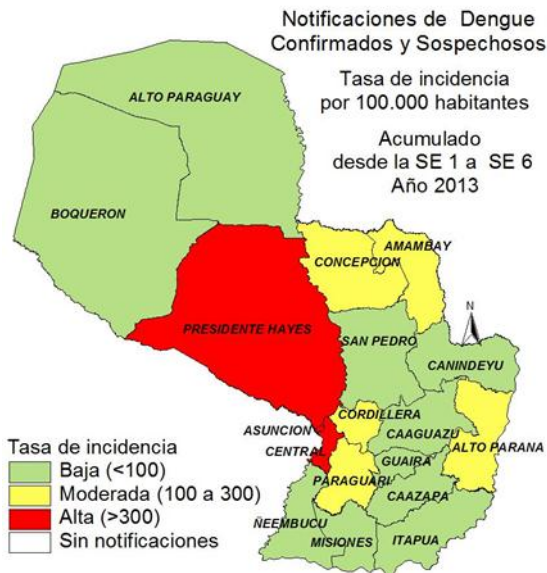 Notificaciones de Dengue
Confirmados y Sospechosos
Tasa de incidencia
por 100.000 habitantes
Acumulado
desde la SE 1 a SE 6
Año 2013
ALTO PARAGUAY
BOQUERON
CONCEPCION
AMAMBAY
PRESIDENTE HAYES
SAN PEDRO
N
CANINDEYU
CORDILLERA
ASUNCION
CENTRAL
CAAGUAZU
ALTO PARANA
GUAIRA
PARAGUARI
CAAZAPA
ÑEEMBUCU
MISIONES
ITAPUA
Tasa de incidencia
Baja (<100)
Moderada (100 a 300)
Alta (>300)
Sin notificaciones